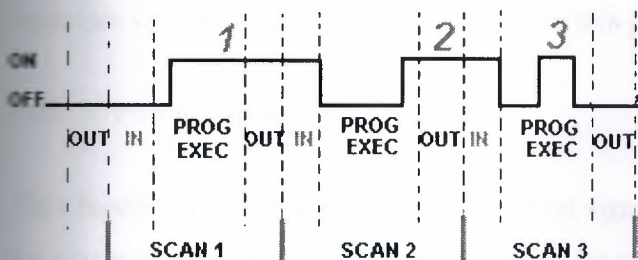 1 2 3
ON
OFF
OUT IN PROG EXEC OUT IN PROG EXEC OUT IN PROG EXEC OUT
SCAN 1 SCAN 2 SCAN 3